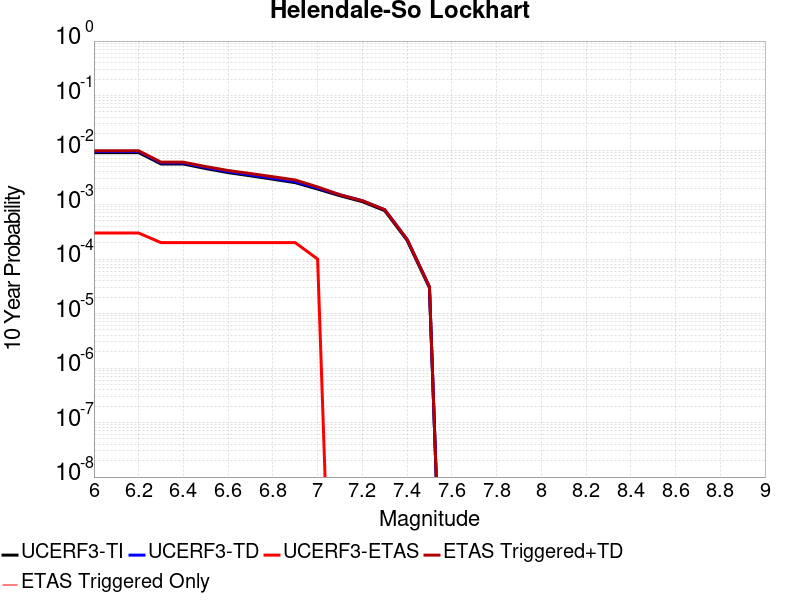 Helendale-So Lockhart
10^0
10^-1
10^-2
10^-3
10^-4
10^-5
10^-6
10^-7
10^-8
10 Year Probability
6 6.2 6.4 6.6 6.8 7 7.2 7.4 7.6 7.8 8 8.2 8.4 8.6 8.8 9
Magnitude
UCERF3-TI UCERF3-TD UCERF3-ETAS ETAS Triggered+TD
ETAS Triggered Only